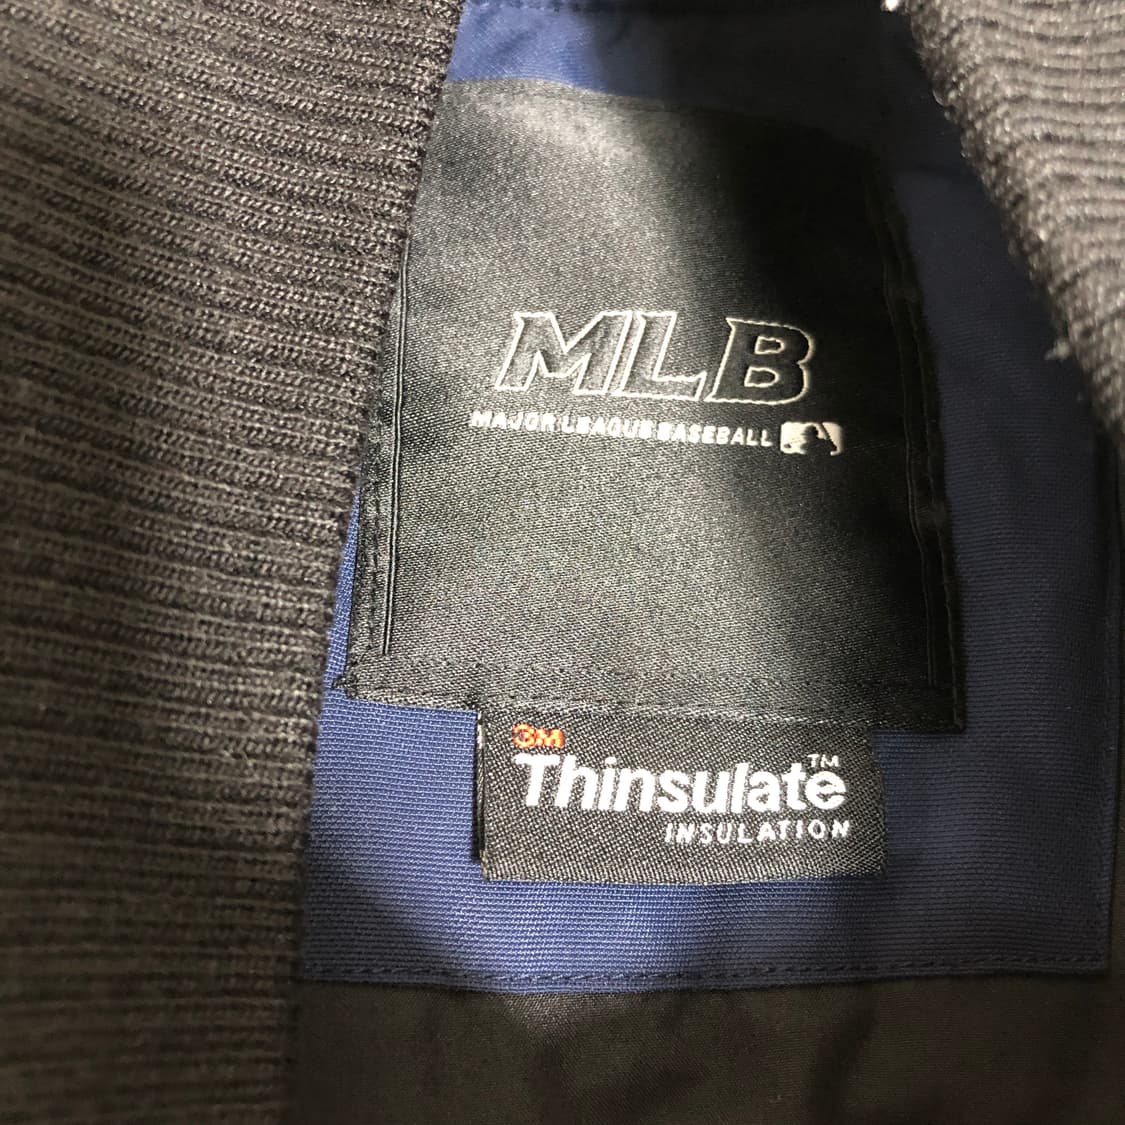 MLB
MAJOR LEAGUE BASEBALL
3M
Thinsulate™
INSULATION